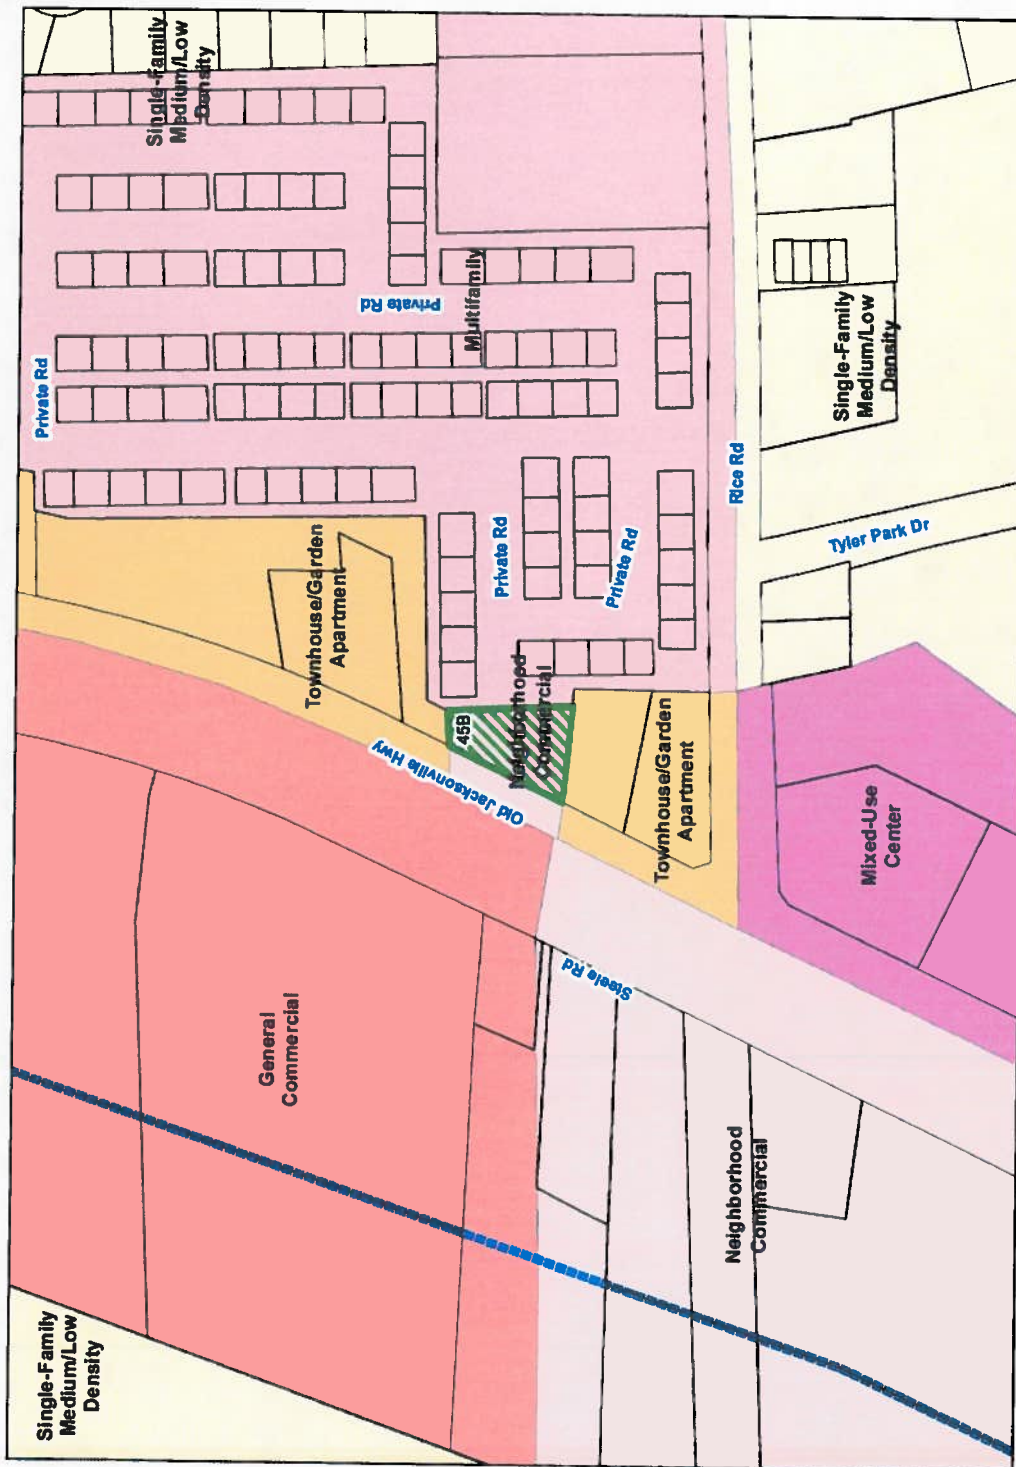 Single-Family
Medium/Low
Density
General
Commercial
Neighborhood
Commercial
Steele Rd
Old Jacksonville Hwy
Mixed-Use
Center
45B
Neighborhood
Commercial
Townhouse/Garden
Apartment
Townhouse/Garden
Apartment
Private Rd
Private Rd
Private Rd
Private Rd
Rice Rd
Tyler Park Dr
Multifamily
Single-Family
Medium/Low
Density
Single-Family
Medium/Low
Density